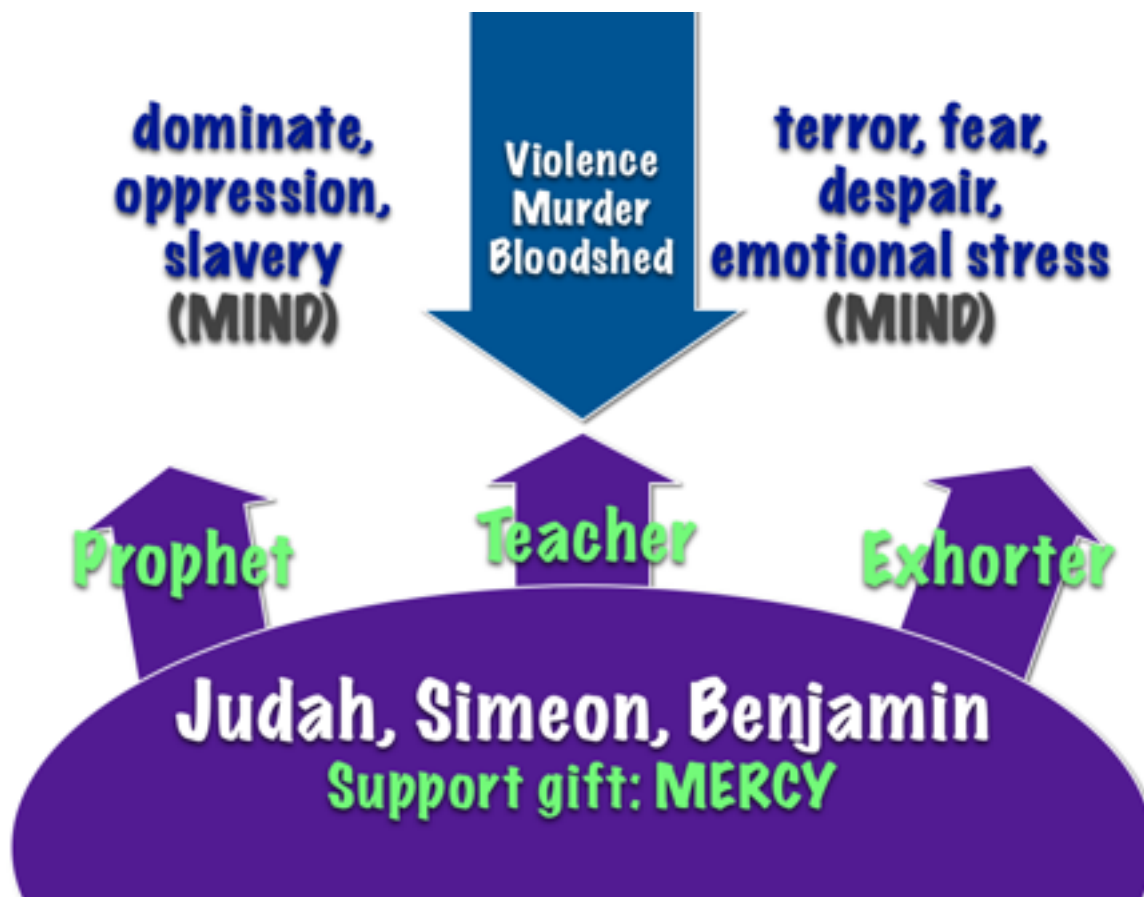 dominate,
oppression,
slavery
(MIND)
Violence
Murder
Bloodshed
terror, fear,
despair,
emotional stress
(MIND)
Prophet
Teacher
Exhorter
Judah, Simeon, Benjamin
Support gift: MERCY